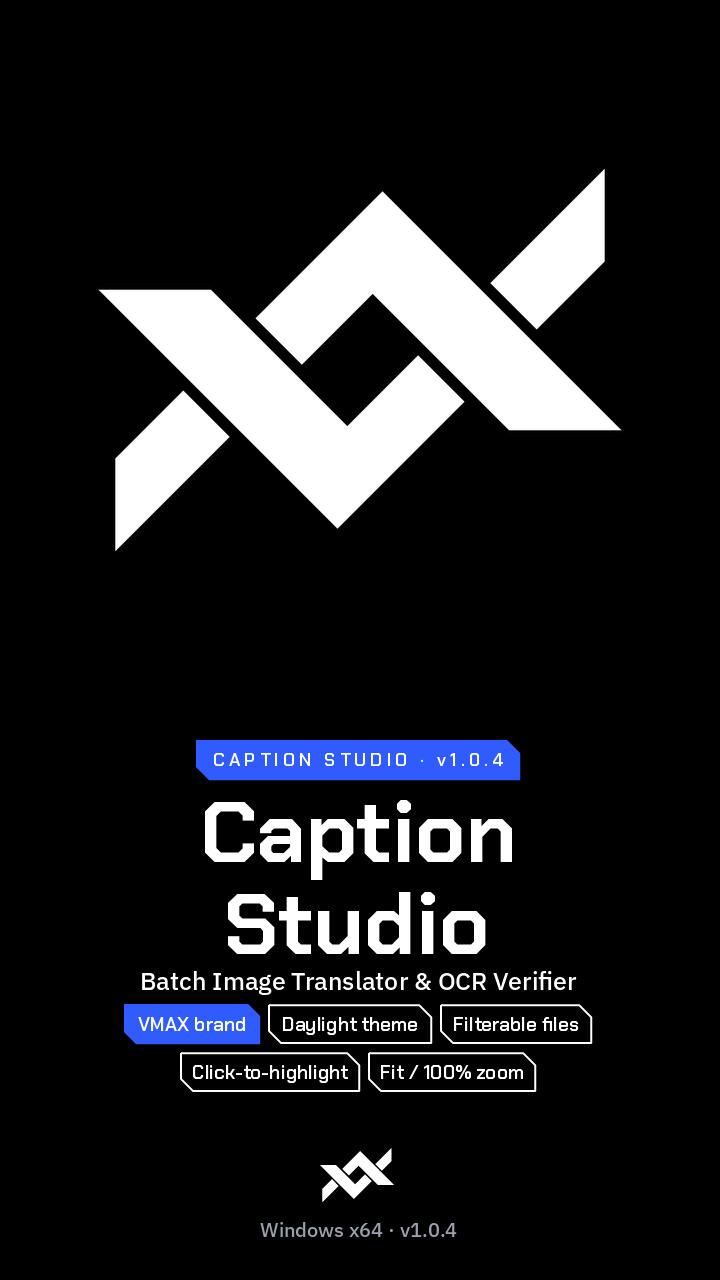 CAPTION STUDIO · v1.0.4
Caption
Studio
Batch Image Translator & OCR Verifier
VMAX brand
Daylight theme
Filterable files
Click-to-highlight
Fit / 100% zoom
Windows x64 · v1.0.4